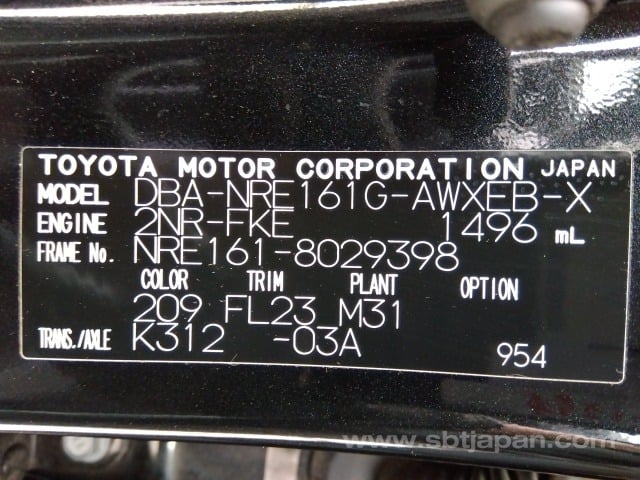 TOYOTA MOTOR CORPORATION JAPAN
MODEL DBA-NRE161G-AWXEB-X
ENGINE 2NR-FKE 1496 mL
FRAME No. NRE161-8029398
COLOR TRIM PLANT OPTION
209 FL23 M31
TRANS./AXLE K312 -03A 954
www.sbtjapan.com